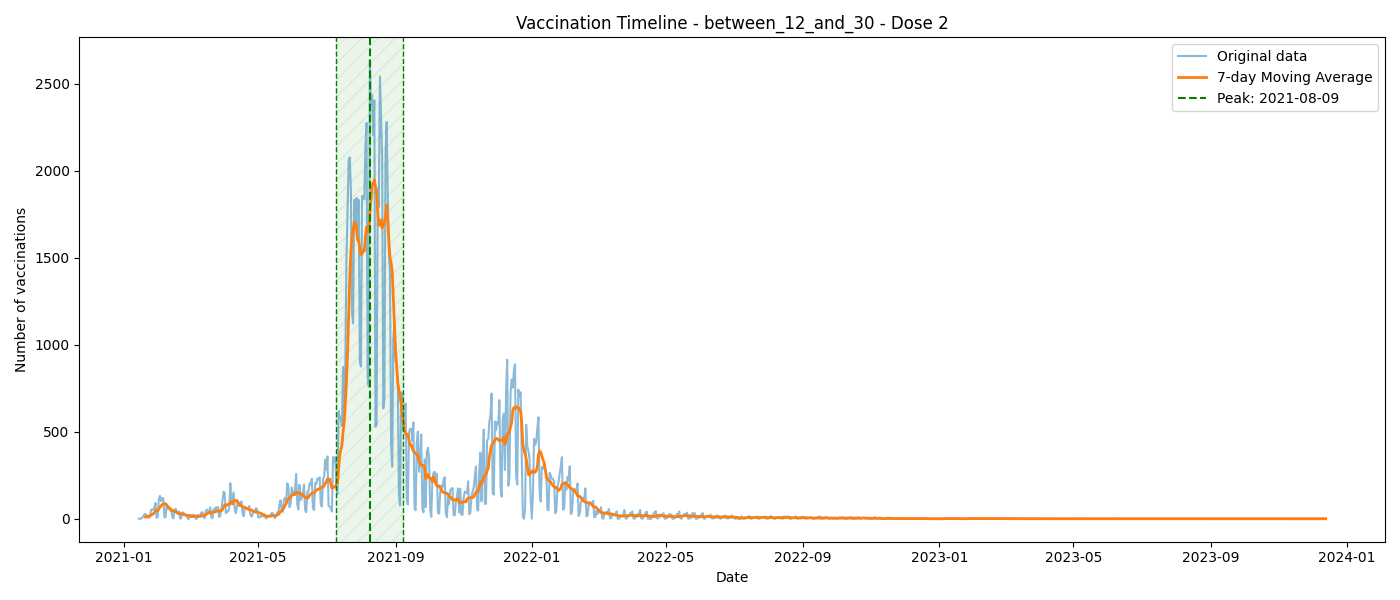 Vaccination Timeline - between_12_and_30 - Dose 2
Original data
7-day Moving Average
Peak: 2021-08-09
Number of vaccinations
2500
2000
1500
1000
500
0
2021-01
2021-05
2021-09
2022-01
2022-05
2022-09
2023-01
2023-05
2023-09
2024-01
Date